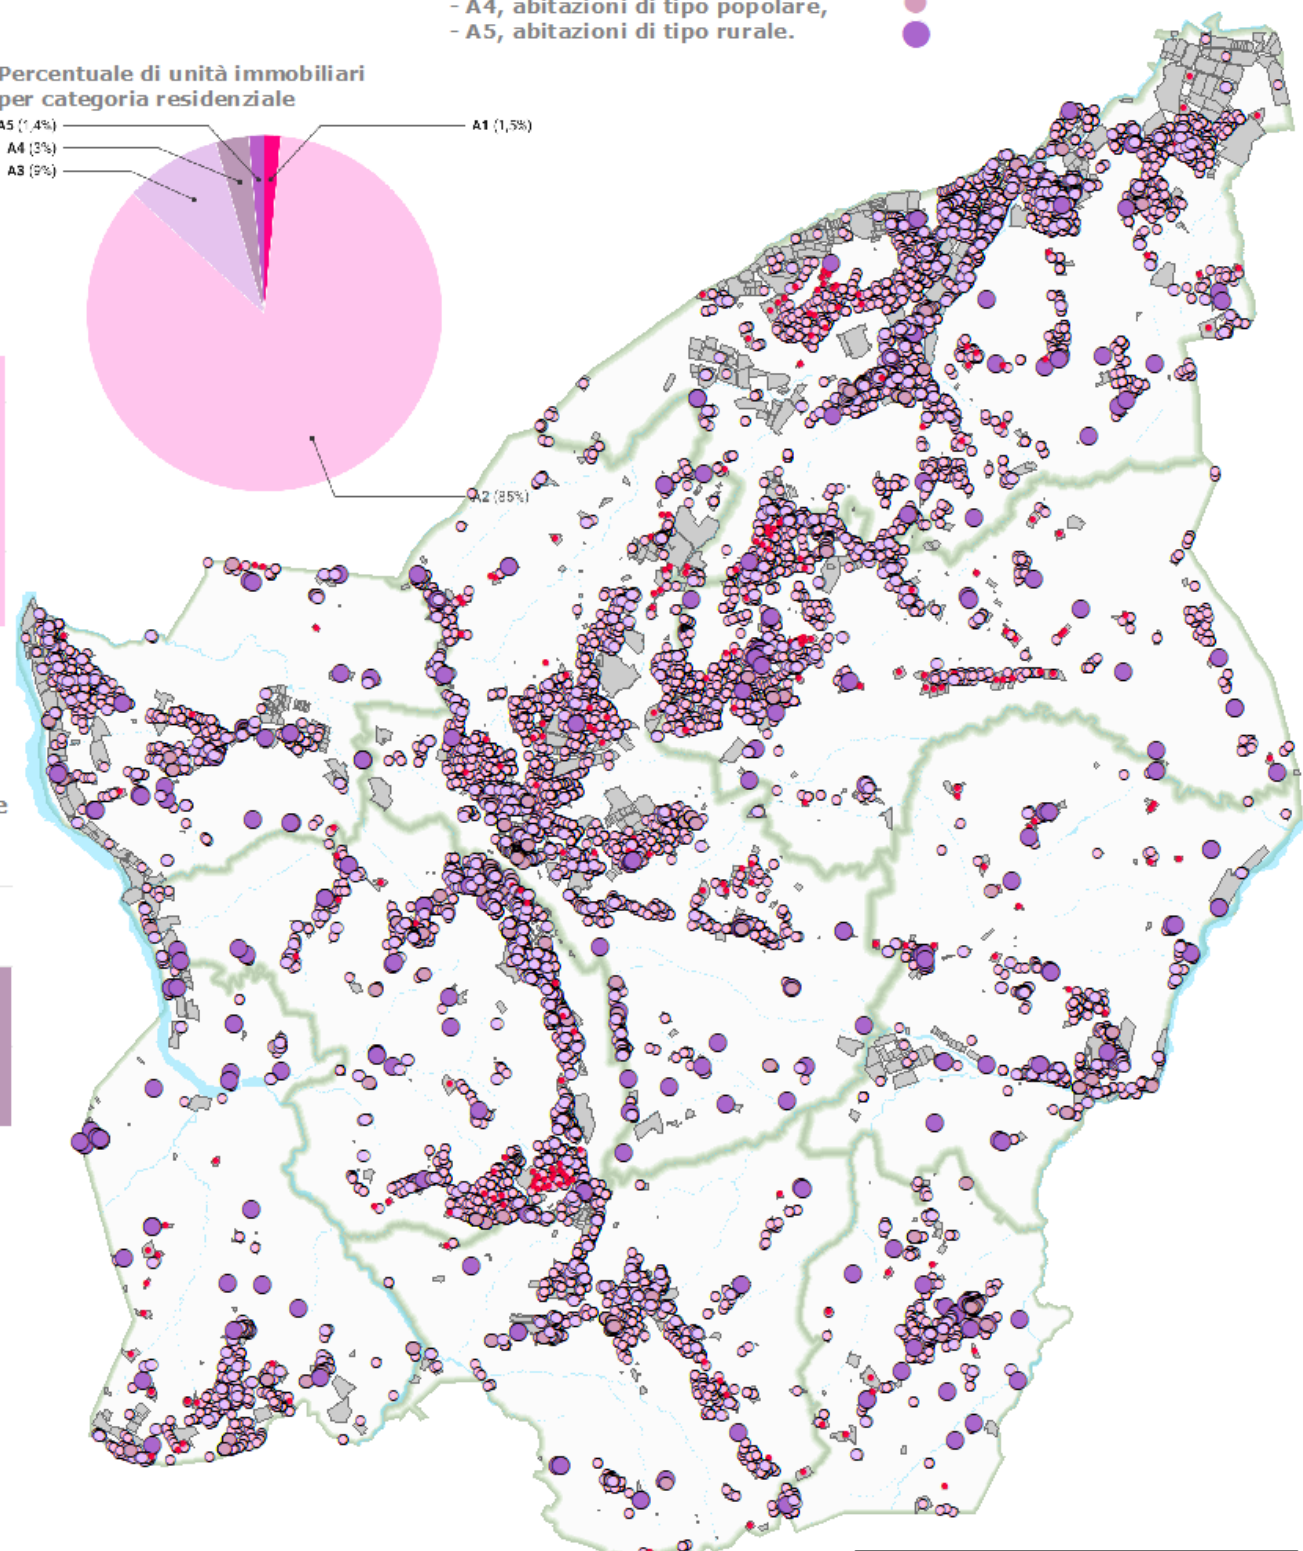 - A4, abitazioni di tipo popolare,
- A5, abitazioni di tipo rurale.
Percentuale di unità immobiliari
per categoria residenziale
A5 (1,4%)
A1 (1,5%)
A4 (3%)
A3 (9%)
A2 (85%)
e